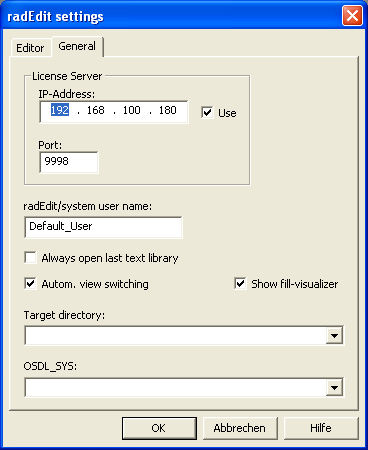 radEdit settings
Editor
General
License Server
IP-Address:
192 . 168 . 100 . 180
Use
Port:
9998
radEdit/system user name:
Default_User
Always open last text library
Autom. view switching
Show fill-visualizer
Target directory:
OSDL_SYS:
OK
Abbrechen
Hilfe